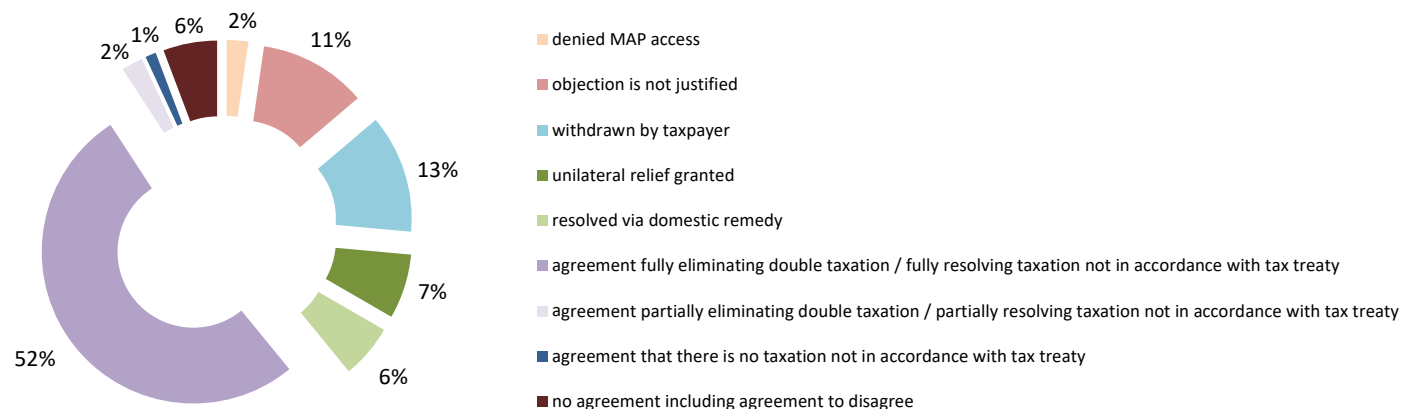 2%
11%
13%
7%
6%
52%
2%
1%
6%
denied MAP access
objection is not justified
withdrawn by taxpayer
unilateral relief granted
resolved via domestic remedy
agreement fully eliminating double taxation / fully resolving taxation not in accordance with tax treaty
agreement partially eliminating double taxation / partially resolving taxation not in accordance with tax treaty
agreement that there is no taxation not in accordance with tax treaty
no agreement including agreement to disagree